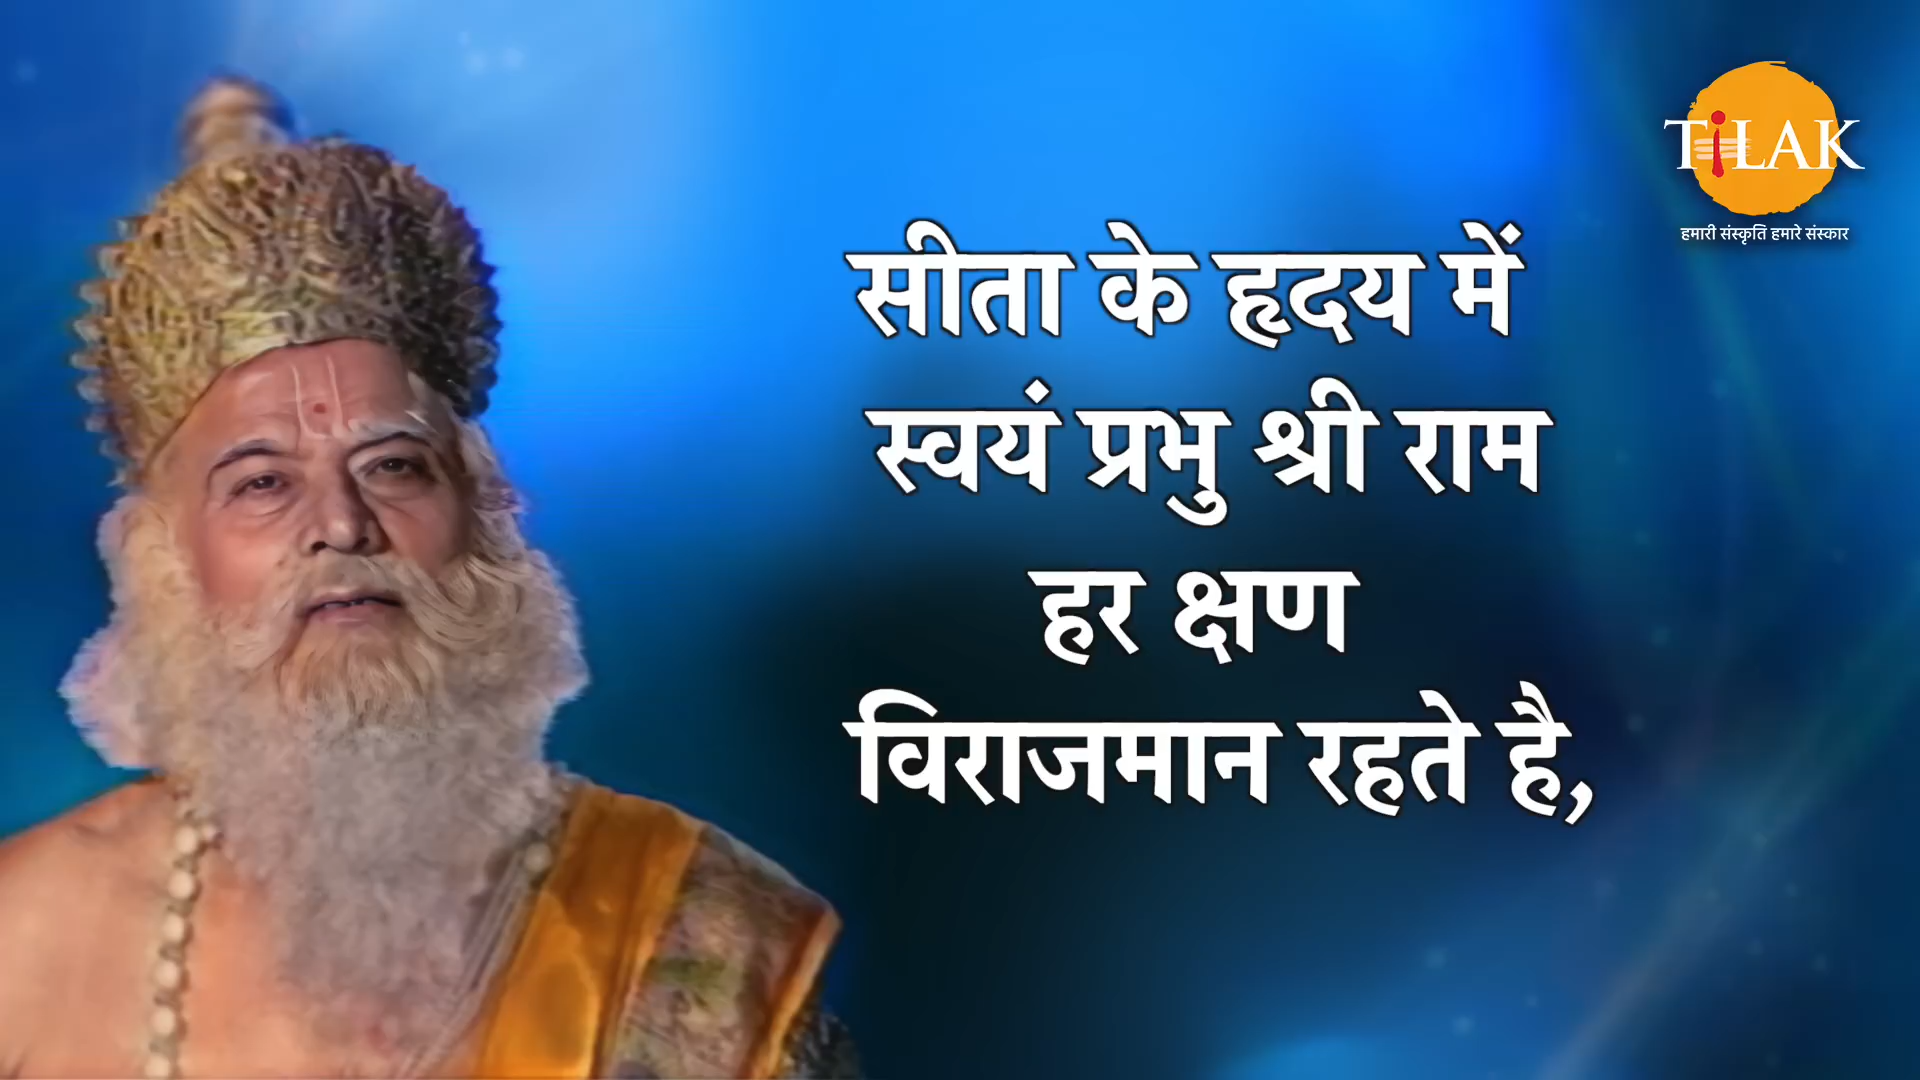 TiLAK
हमारी संस्कृति हमारे संस्कार
सीता के हृदय में
स्वयं प्रभु श्री राम
हर क्षण
विराजमान रहते है,